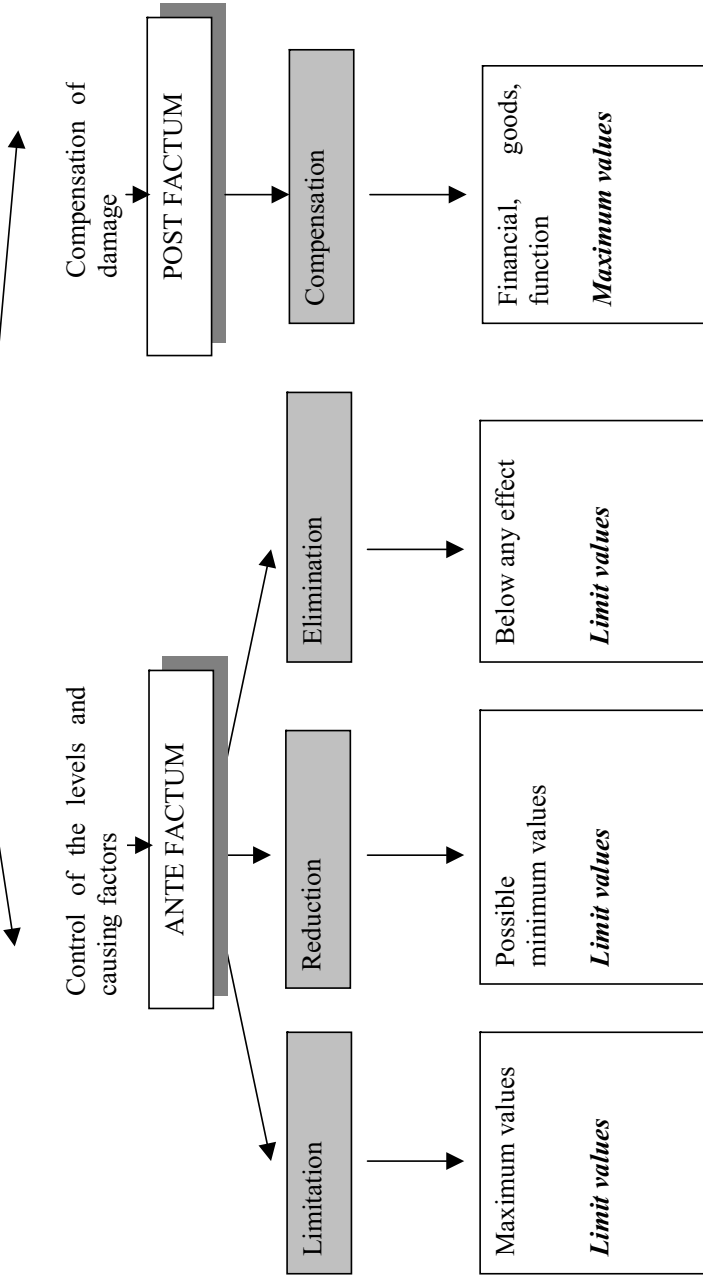 Control of the levels and
causing factors
ANTE FACTUM
Limitation
Reduction
Elimination
Maximum values
Limit values
Possible
minimum values
Limit values
Below any effect
Limit values
Compensation of
damage
POST FACTUM
Compensation
Financial, goods,
function
Maximum values